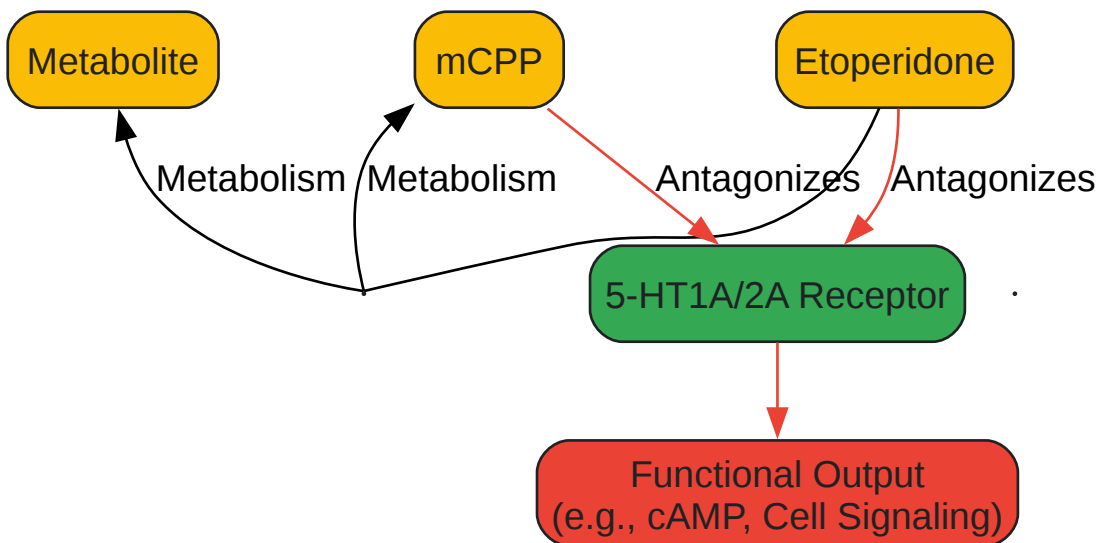 Metabolite
mCPP
Etoperidone
Metabolism
Metabolism
Antagonizes
Antagonizes
5-HT1A/2A Receptor
Functional Output
(e.g., cAMP, Cell Signaling)